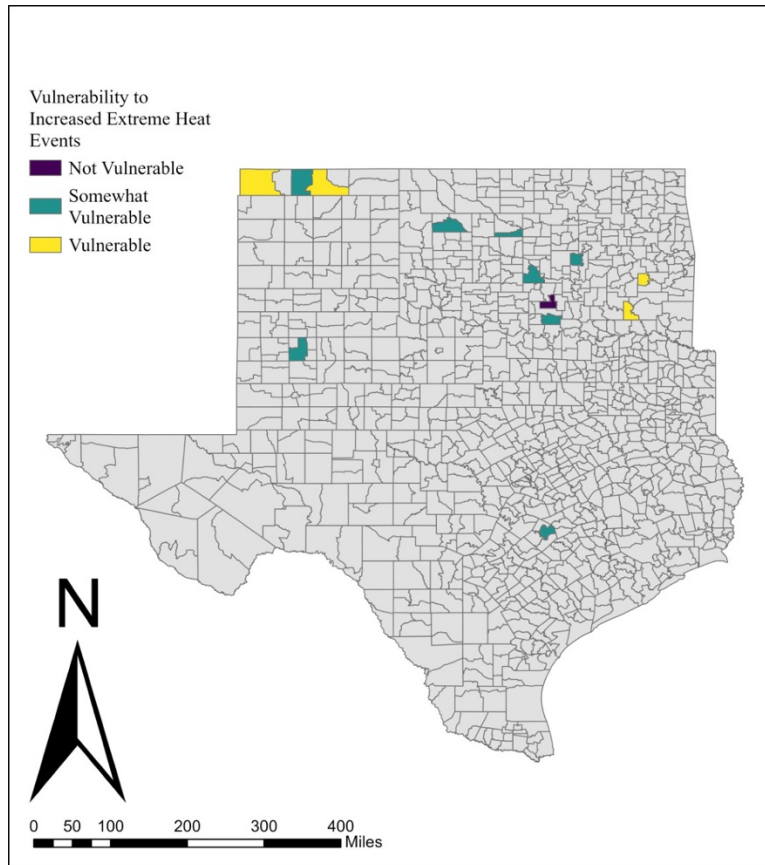 Vulnerability to
Increased Extreme Heat
Events
Not Vulnerable
Somewhat
Vulnerable
Vulnerable
N
0 50 100 200 300 400
Miles